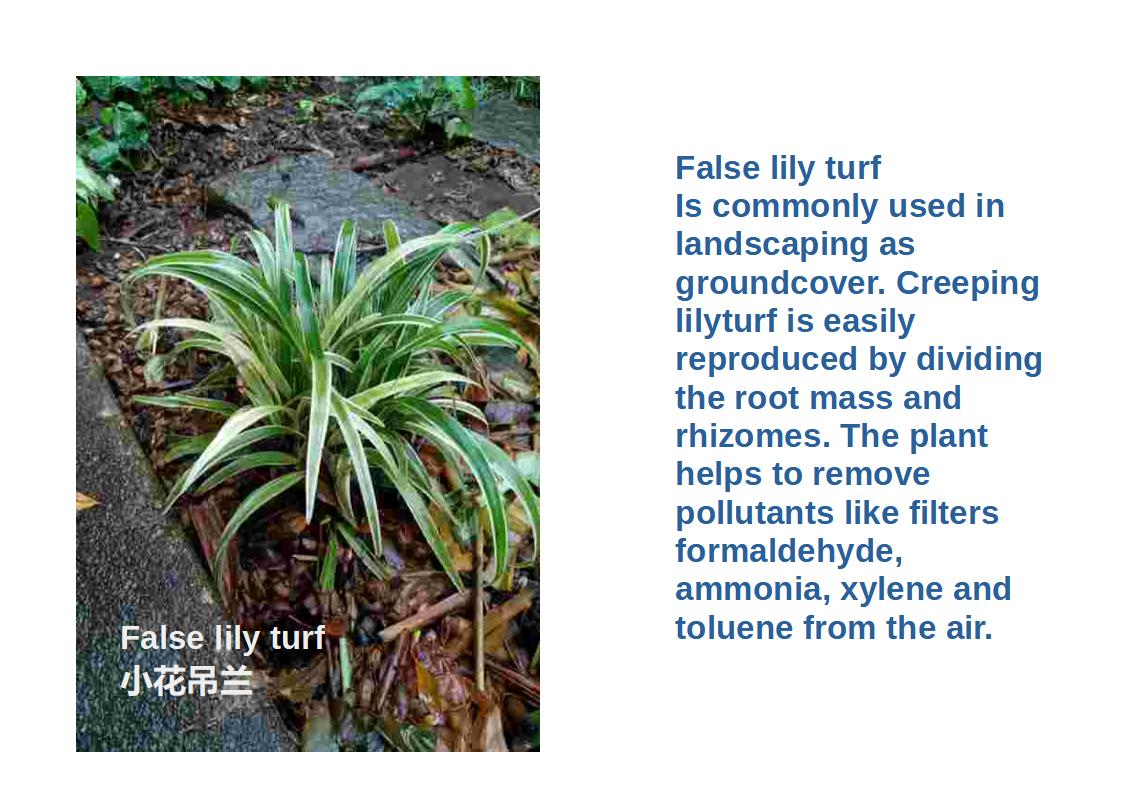 False lily turf
小花吊兰
False lily turf
Is commonly used in
landscaping as
groundcover. Creeping
lilyturf is easily
reproduced by dividing
the root mass and
rhizomes. The plant
helps to remove
pollutants like filters
formaldehyde,
ammonia, xylene and
toluene from the air.